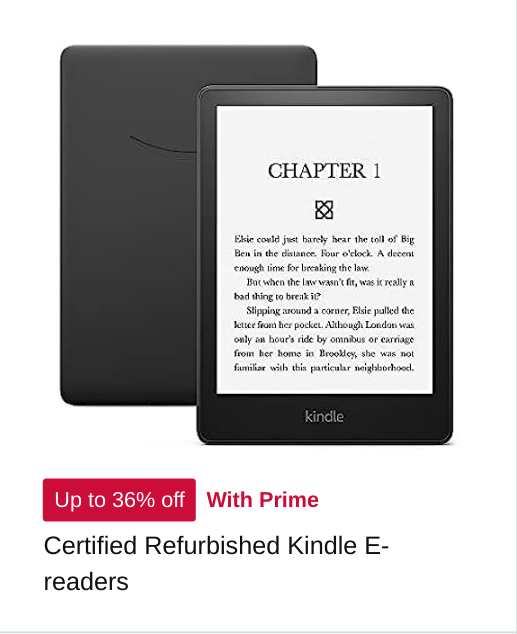 CHAPTER 1
Elsie could just barely hear the toll of Big
Ben in the distance. Four o'clock. A decent
enough time for breaking the law.
But when the law wasn't fit, was it really a
bad thing to break it?
Slipping around a corner, Elsie pulled the
letter from her pocket. Although London was
only an hour's ride by omnibus or carriage
from her home in Brookley, she was not
familiar with this particular neighborhood.
kindle
Up to 36% off With Prime
Certified Refurbished Kindle E-
readers